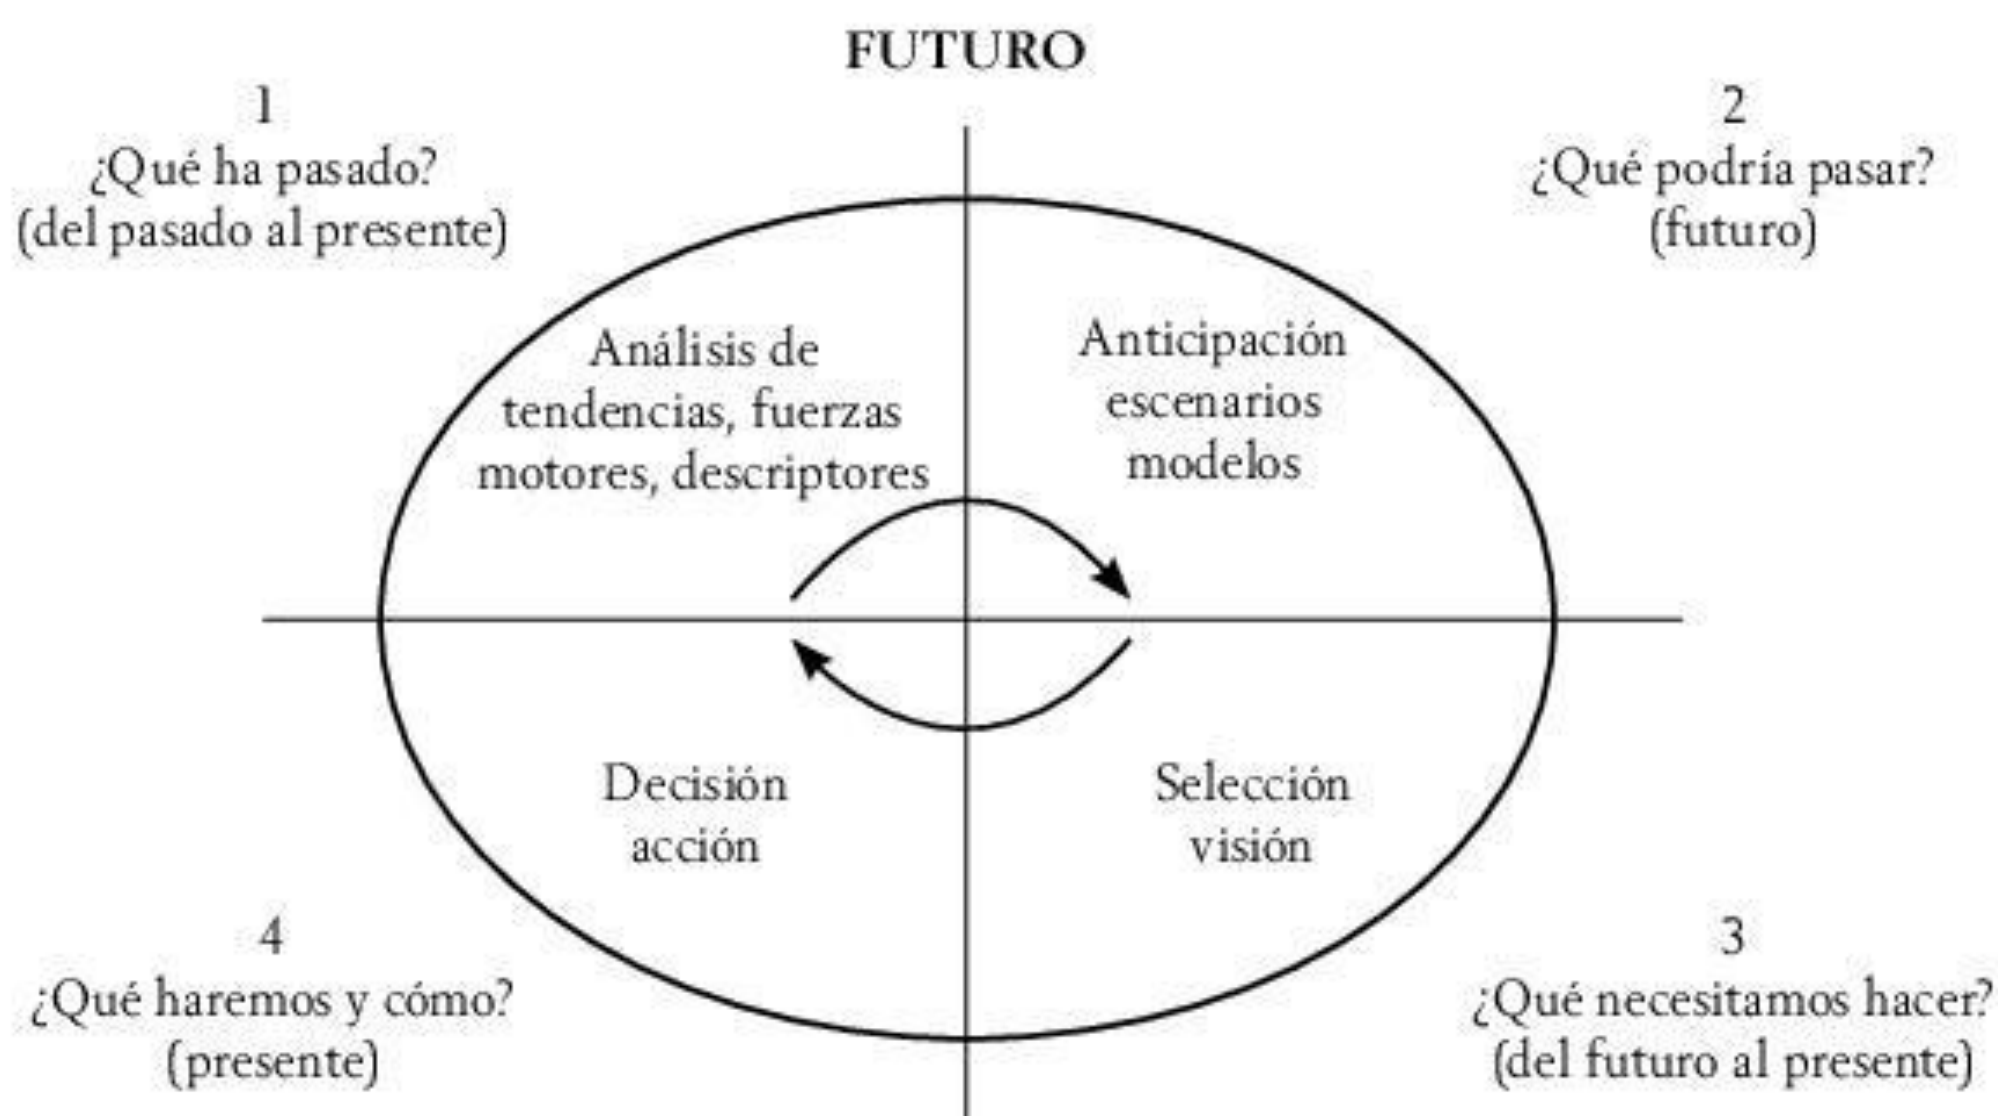 FUTURO
1
¿Qué ha pasado?
(del pasado al presente)
2
¿Qué podría pasar?
(futuro)
Análisis de
tendencias, fuerzas
motores, descriptores
Anticipación
escenarios
modelos
Decisión
acción
Selección
visión
4
¿Qué haremos y cómo?
(presente)
3
¿Qué necesitamos hacer?
(del futuro al presente)